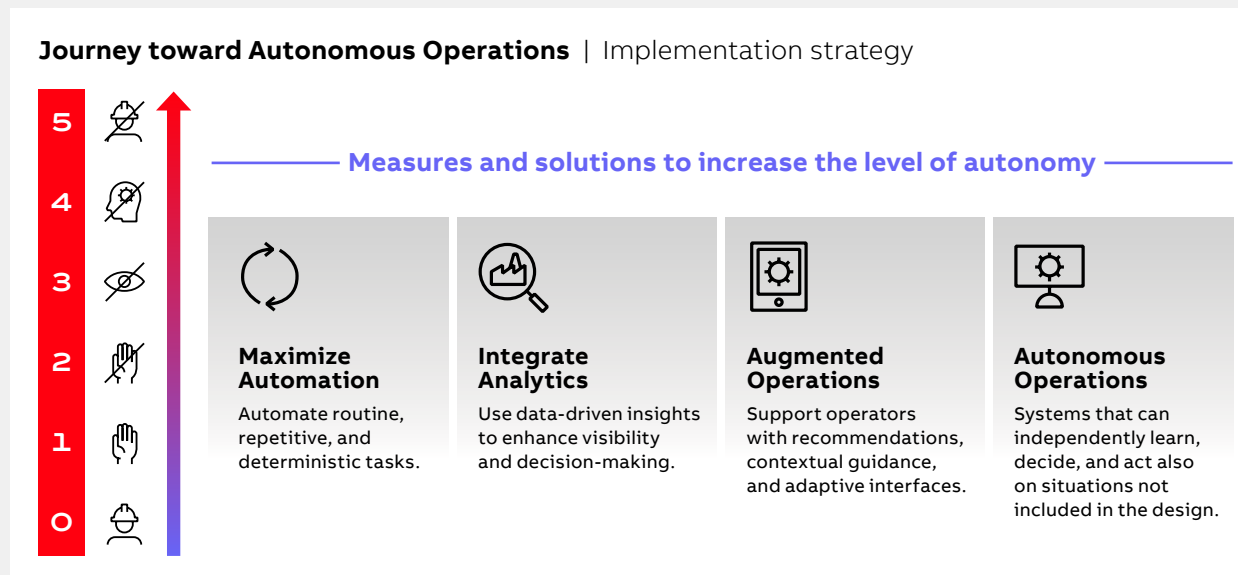 Journey toward Autonomous Operations | Implementation strategy
5
4
3
2
1
0
Measures and solutions to increase the level of autonomy
Maximize
Automation
Automate routine,
repetitive, and
deterministic tasks.
Integrate
Analytics
Use data-driven insights
to enhance visibility
and decision-making.
Augmented
Operations
Support operators
with recommendations,
contextual guidance,
and adaptive interfaces.
Autonomous
Operations
Systems that can
independently learn,
decide, and act also
on situations not
included in the design.